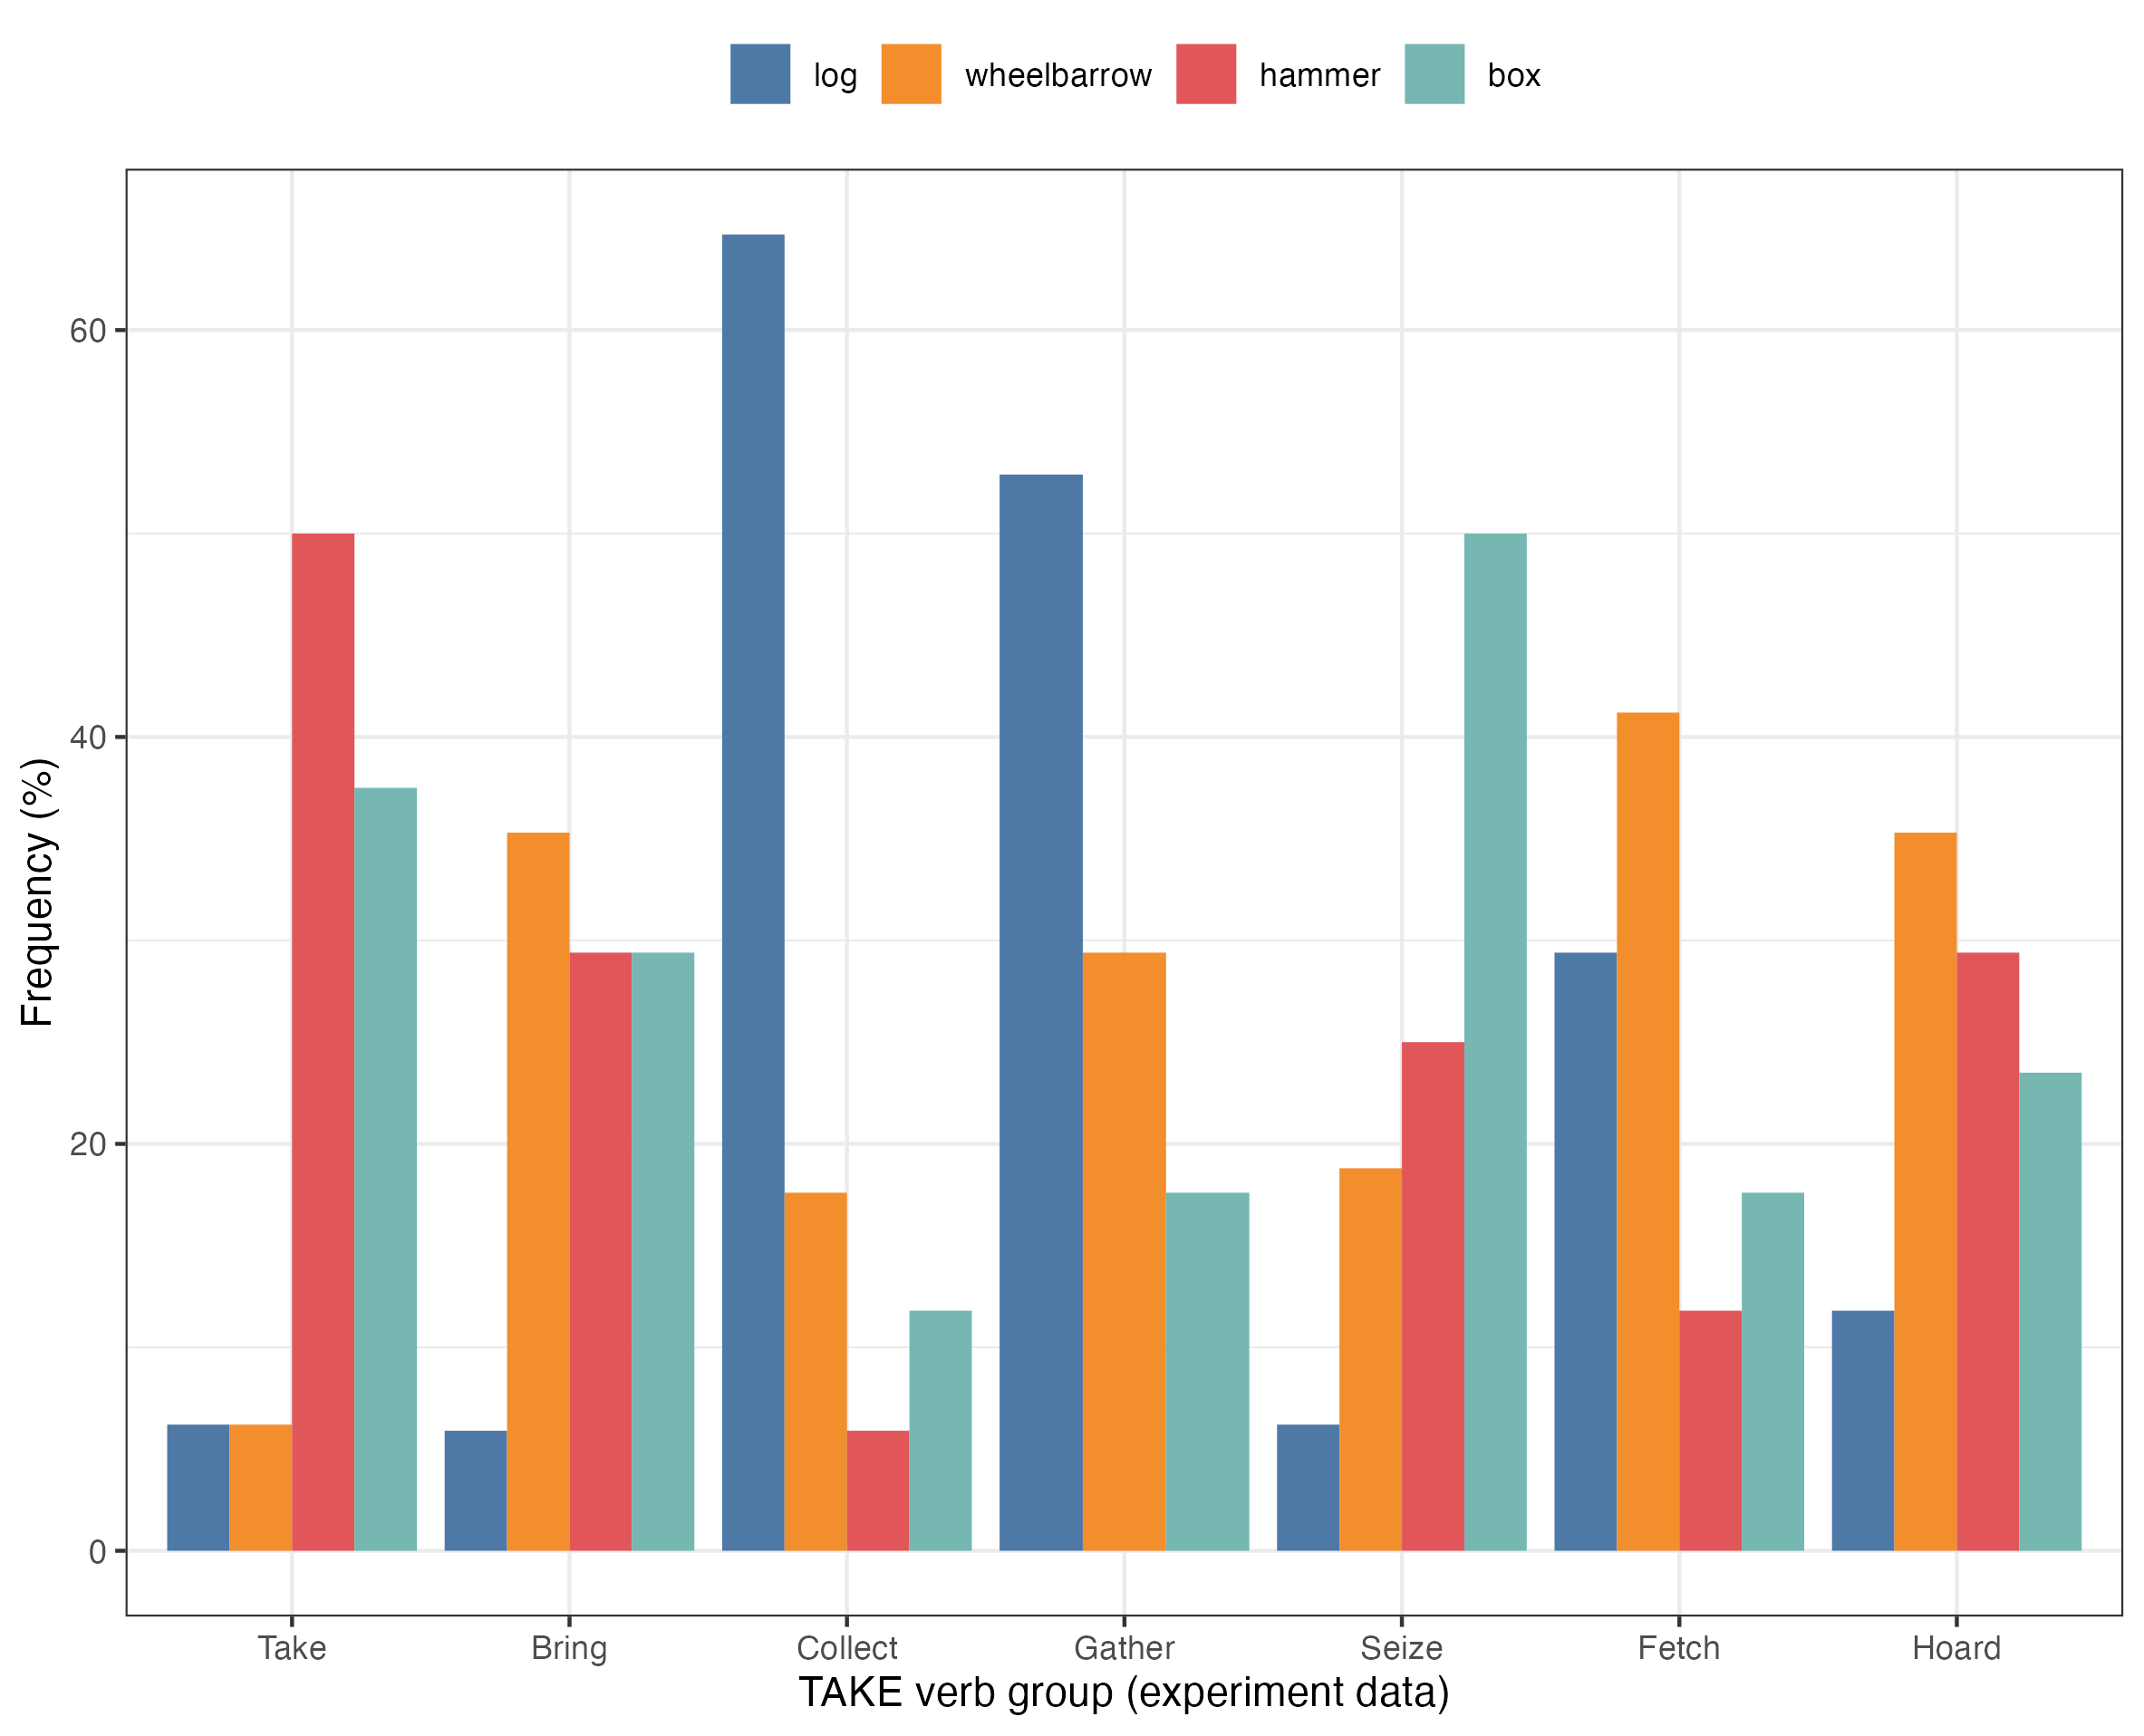 log wheelbarrow hammer box
Frequency (%)
60
40
20
0
Take Bring Collect Gather Seize Fetch Hoard
TAKE verb group (experiment data)